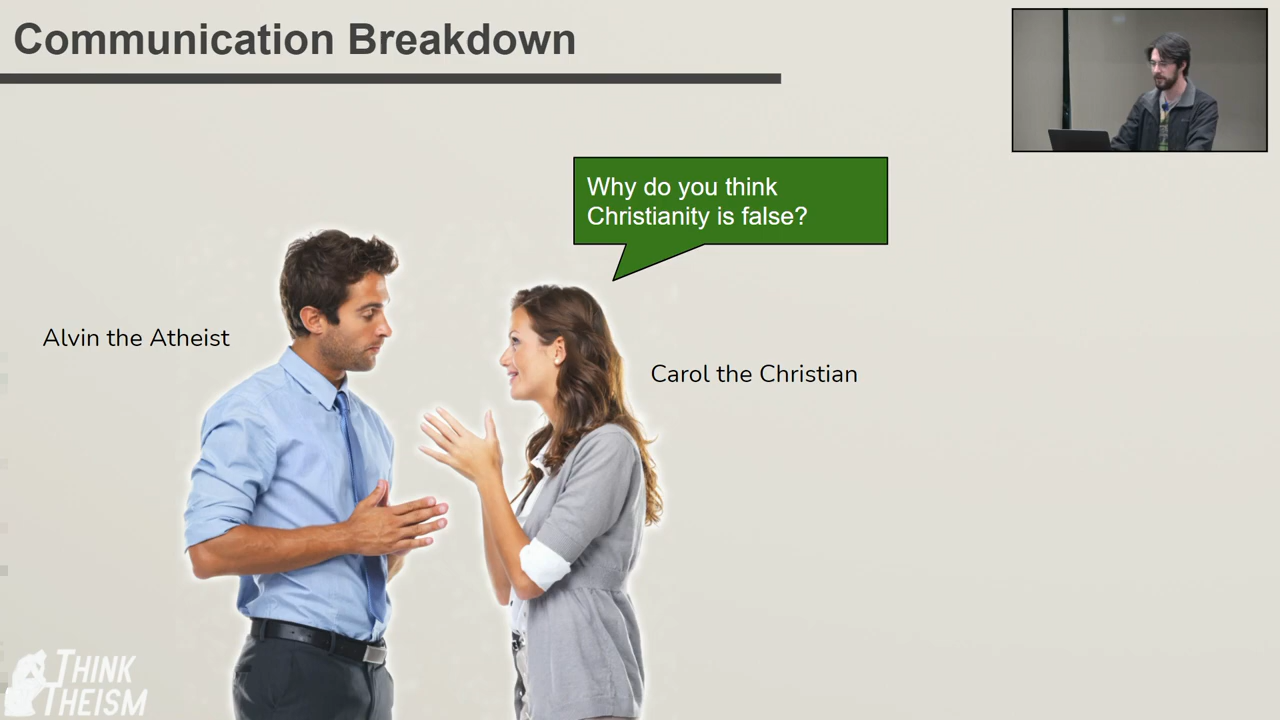 Communication Breakdown
Why do you think
Christianity is false?
Alvin the Atheist
Carol the Christian
THINK
THEISM